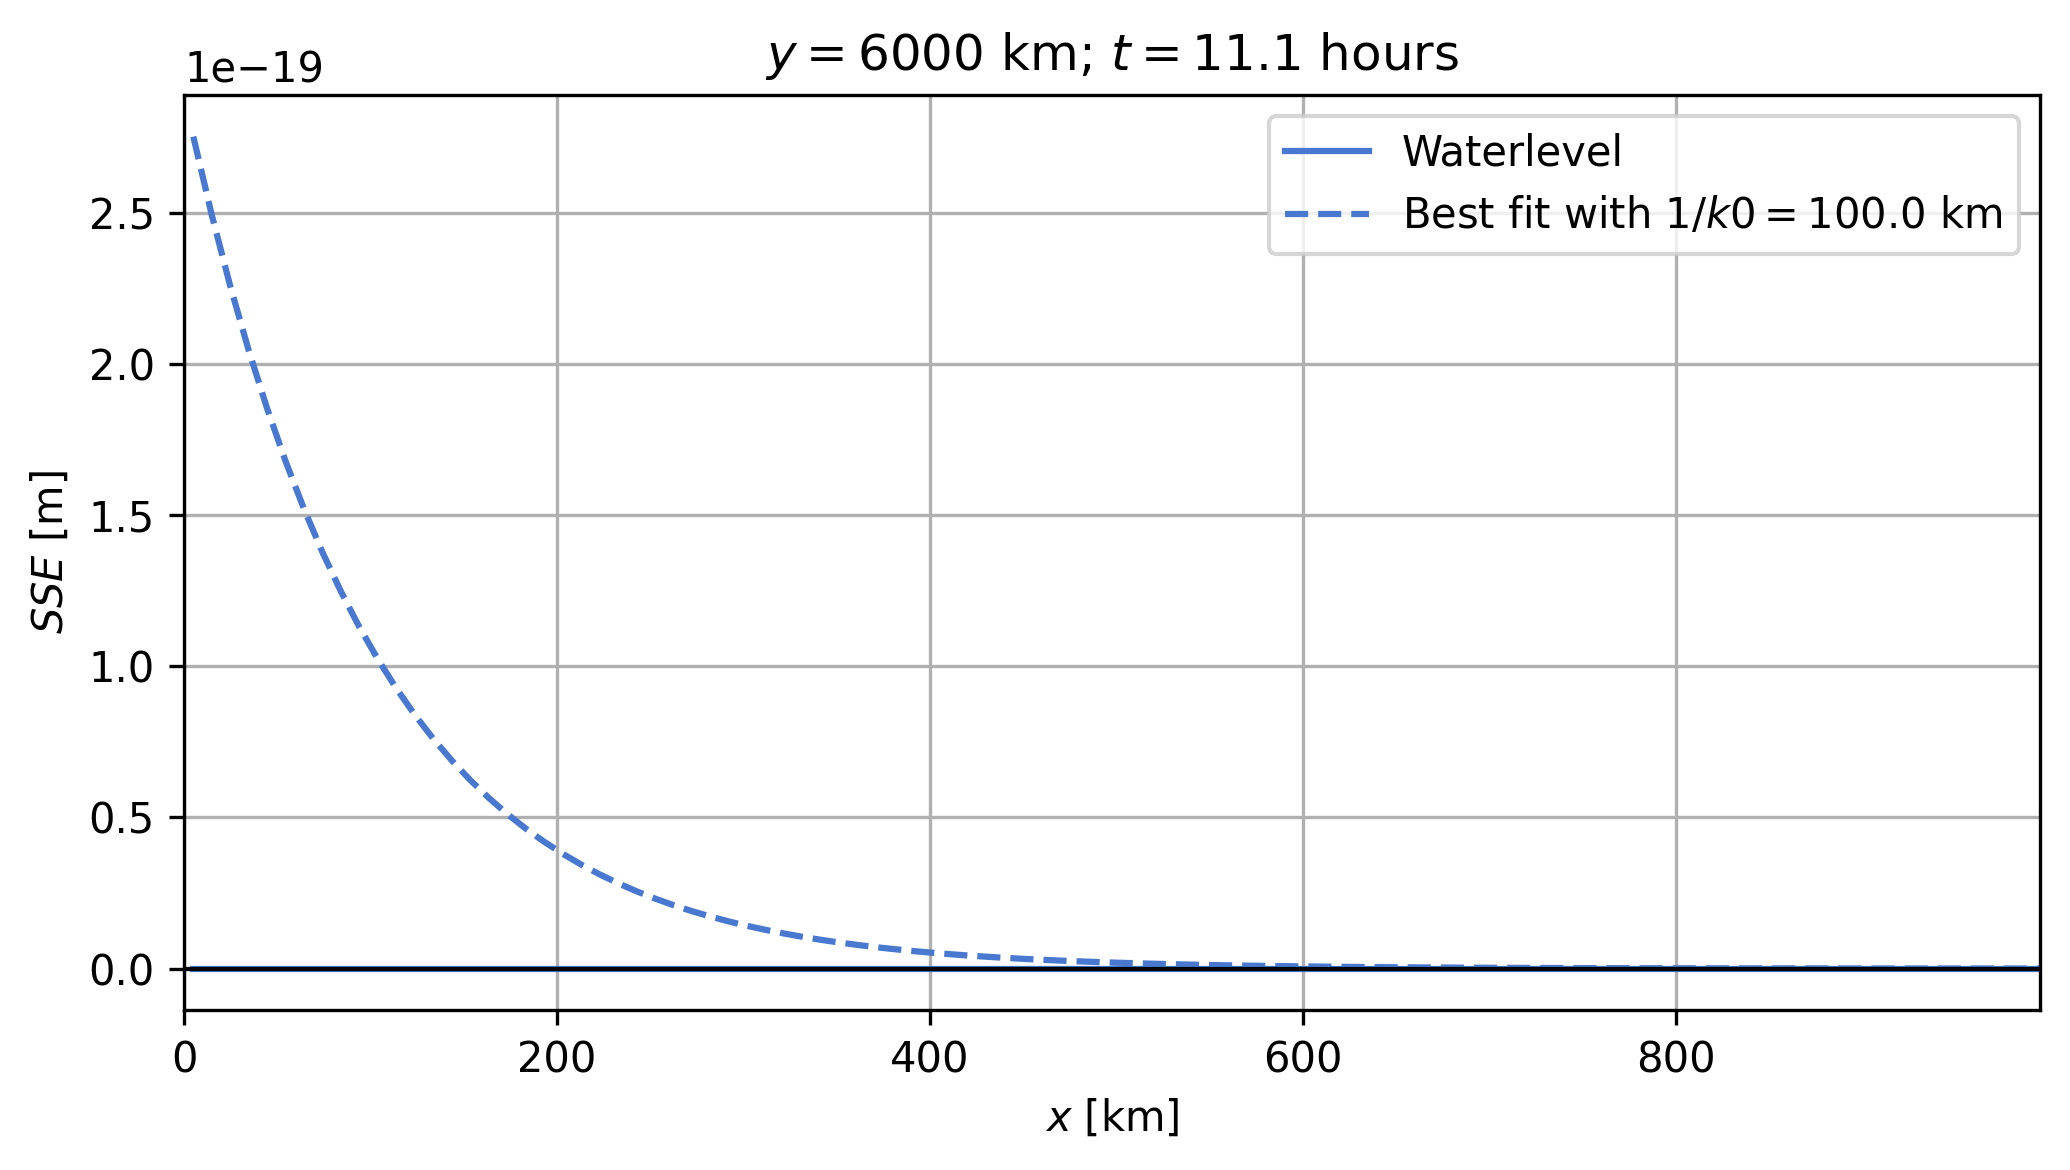 y = 6000 km; t = 11.1 hours
1e−19
Waterlevel
Best fit with 1/k0 = 100.0 km
2.5
2.0
1.5
1.0
0.5
0.0
SSE [m]
0 200 400 600 800
x [km]